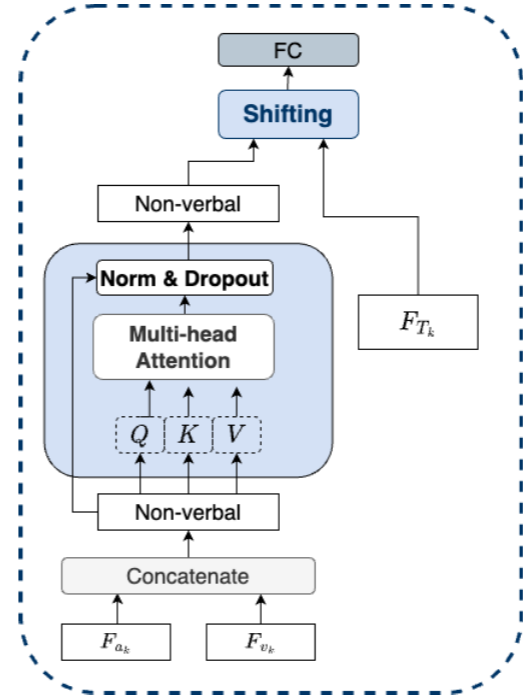 FC
Shifting
Non-verbal
Norm & Dropout
Multi-head
Attention
F_{T_k}
Q K V
Non-verbal
Concatenate
F_{a_k} F_{v_k}